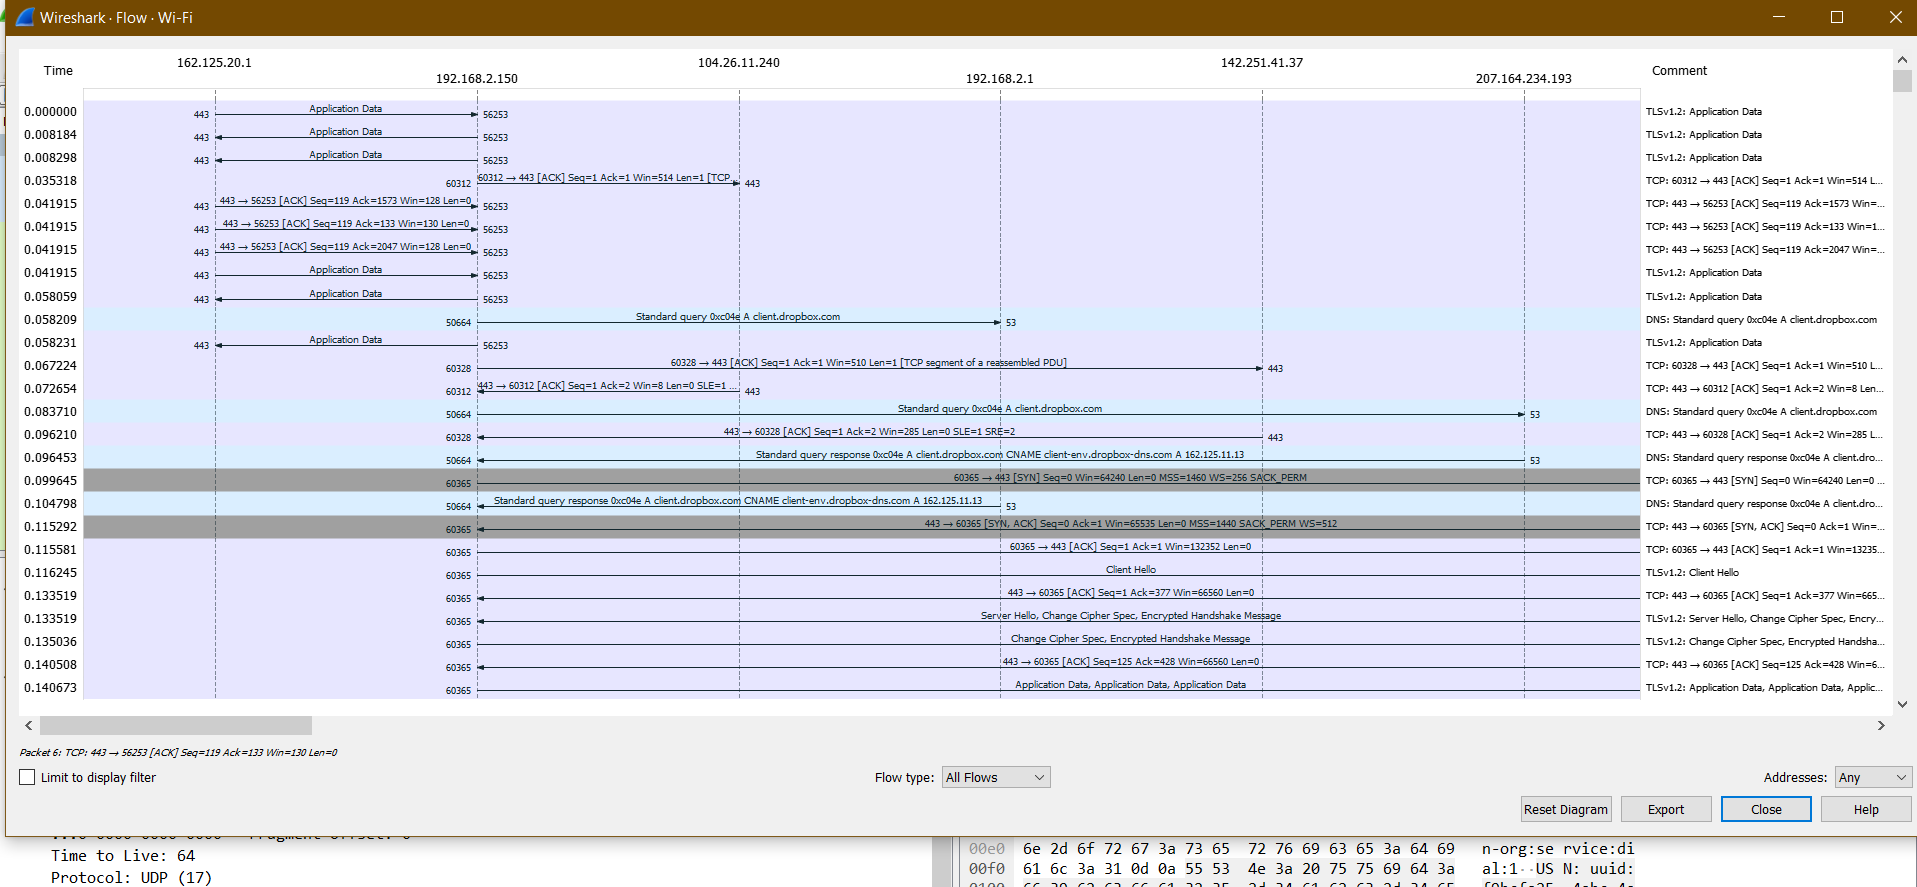 Wireshark · Flow · Wi-Fi
Time
162.125.20.1
192.168.2.150
104.26.11.240
192.168.2.1
142.251.41.37
207.164.234.193
Comment
0.000000 443 Application Data 56253 TLSv1.2: Application Data
0.008184 443 Application Data 56253 TLSv1.2: Application Data
0.008298 443 Application Data 56253 TLSv1.2: Application Data
0.035318 60312 60312 → 443 [ACK] Seq=1 Ack=1 Win=514 Len=1 [TCP... 443 TCP: 60312 → 443 [ACK] Seq=1 Ack=1 Win=514 L...
0.041915 443 443 → 56253 [ACK] Seq=119 Ack=1573 Win=128 Len=0 56253 TCP: 443 → 56253 [ACK] Seq=119 Ack=1573 Win=...
0.041915 443 443 → 56253 [ACK] Seq=119 Ack=133 Win=130 Len=0 56253 TCP: 443 → 56253 [ACK] Seq=119 Ack=133 Win=1...
0.041915 443 443 → 56253 [ACK] Seq=119 Ack=2047 Win=128 Len=0 56253 TCP: 443 → 56253 [ACK] Seq=119 Ack=2047 Win=...
0.041915 443 Application Data 56253 TLSv1.2: Application Data
0.058059 443 Application Data 56253 TLSv1.2: Application Data
0.058209 50664 Standard query 0xc04e A client.dropbox.com 53 DNS: Standard query 0xc04e A client.dropbox.com
0.058231 443 Application Data 56253 TLSv1.2: Application Data
0.067224 60328 60328 → 443 [ACK] Seq=1 Ack=1 Win=510 Len=1 [TCP segment of a reassembled PDU] 443 TCP: 60328 → 443 [ACK] Seq=1 Ack=1 Win=510 L...
0.072654 60312 443 → 60312 [ACK] Seq=1 Ack=2 Win=8 Len=0 SLE=1 ... 443 TCP: 443 → 60312 [ACK] Seq=1 Ack=2 Win=8 Len...
0.083710 50664 Standard query 0xc04e A client.dropbox.com 53 DNS: Standard query 0xc04e A client.dropbox.com
0.096210 60328 443 → 60328 [ACK] Seq=1 Ack=2 Win=285 Len=0 SLE=1 SRE=2 443 TCP: 443 → 60328 [ACK] Seq=1 Ack=2 Win=285 L...
0.096453 50664 Standard query response 0xc04e A client.dropbox.com CNAME client-env.dropbox-dns.com A 162.125.11.13 53 DNS: Standard query response 0xc04e A client.dro...
0.099645 60365 60365 → 443 [SYN] Seq=0 Win=64240 Len=0 MSS=1460 WS=256 SACK_PERM TCP: 60365 → 443 [SYN] Seq=0 Win=64240 Len=0 ...
0.104798 50664 Standard query response 0xc04e A client.dropbox.com CNAME client-env.dropbox-dns.com A 162.125.11.13 53 DNS: Standard query response 0xc04e A client.dro...
0.115292 60365 443 → 60365 [SYN, ACK] Seq=0 Ack=1 Win=65535 Len=0 MSS=1440 SACK_PERM WS=512 TCP: 443 → 60365 [SYN, ACK] Seq=0 Ack=1 Win=...
0.115581 60365 60365 → 443 [ACK] Seq=1 Ack=1 Win=132352 Len=0 TCP: 60365 → 443 [ACK] Seq=1 Ack=1 Win=13235...
0.116245 60365 Client Hello TLSv1.2: Client Hello
0.133519 60365 443 → 60365 [ACK] Seq=1 Ack=377 Win=66560 Len=0 TCP: 443 → 60365 [ACK] Seq=1 Ack=377 Win=665...
0.133519 60365 Server Hello, Change Cipher Spec, Encrypted Handshake Message TLSv1.2: Server Hello, Change Cipher Spec, Encry...
0.135036 60365 Change Cipher Spec, Encrypted Handshake Message TLSv1.2: Change Cipher Spec, Encrypted Handsha...
0.140508 60365 443 → 60365 [ACK] Seq=125 Ack=428 Win=66560 Len=0 TCP: 443 → 60365 [ACK] Seq=125 Ack=428 Win=6...
0.140673 60365 Application Data, Application Data, Application Data TLSv1.2: Application Data, Application Data, Applic...
Packet 6: TCP: 443 → 56253 [ACK] Seq=119 Ack=133 Win=130 Len=0
Limit to display filter
Flow type: All Flows
Addresses: Any
Reset Diagram Export Close Help
Time to Live: 64
Protocol: UDP (17)
00e0 6e 2d 6f 72 67 3a 73 65 72 76 69 63 65 3a 64 69 n-org:se rvice:di
00f0 61 6c 3a 31 0d 0a 55 53 4e 3a 20 75 75 69 64 3a al:1··US N: uuid: